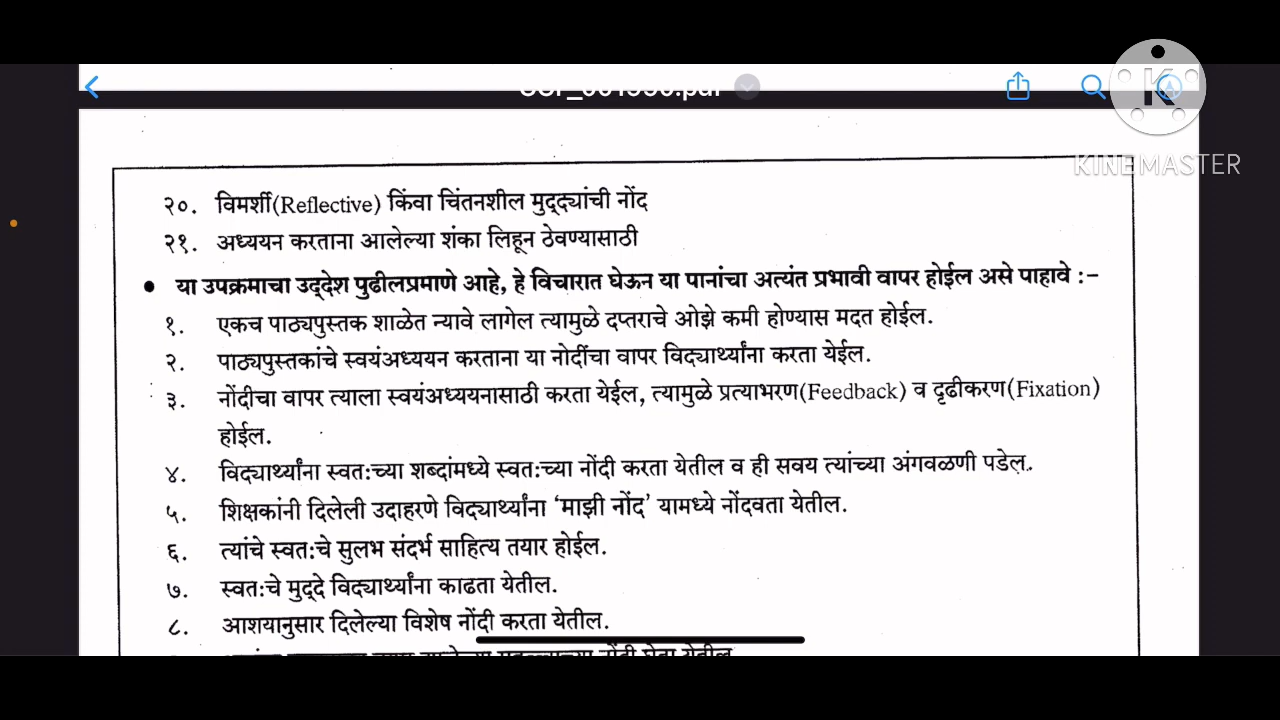 KINEMASTER
२०. विमर्शी(Reflective) किंवा चिंतनशील मुद्द्यांची नोंद
२१. अध्ययन करताना आलेल्या शंका लिहून ठेवण्यासाठी
● या उपक्रमाचा उद्देश पुढीलप्रमाणे आहे, हे विचारात घेऊन या पानांचा अत्यंत प्रभावी वापर होईल असे पाहावे :-
१. एकच पाठ्यपुस्तक शाळेत न्यावे लागेल त्यामुळे दप्तराचे ओझे कमी होण्यास मदत होईल.
२. पाठ्यपुस्तकांचे स्वयंअध्ययन करताना या नोदींचा वापर विद्यार्थ्यांना करता येईल.
३. नोंदीचा वापर त्याला स्वयंअध्ययनासाठी करता येईल, त्यामुळे प्रत्याभरण(Feedback) व दृढीकरण(Fixation)
होईल.
४. विद्यार्थ्यांना स्वत:च्या शब्दांमध्ये स्वत:च्या नोंदी करता येतील व ही सवय त्यांच्या अंगवळणी पडेल.
५. शिक्षकांनी दिलेली उदाहरणे विद्यार्थ्यांना ‘माझी नोंद’ यामध्ये नोंदवता येतील.
६. त्यांचे स्वत:चे सुलभ संदर्भ साहित्य तयार होईल.
७. स्वत:चे मुद्दे विद्यार्थ्यांना काढता येतील.
८. आशयानुसार दिलेल्या विशेष नोंदी करता येतील.